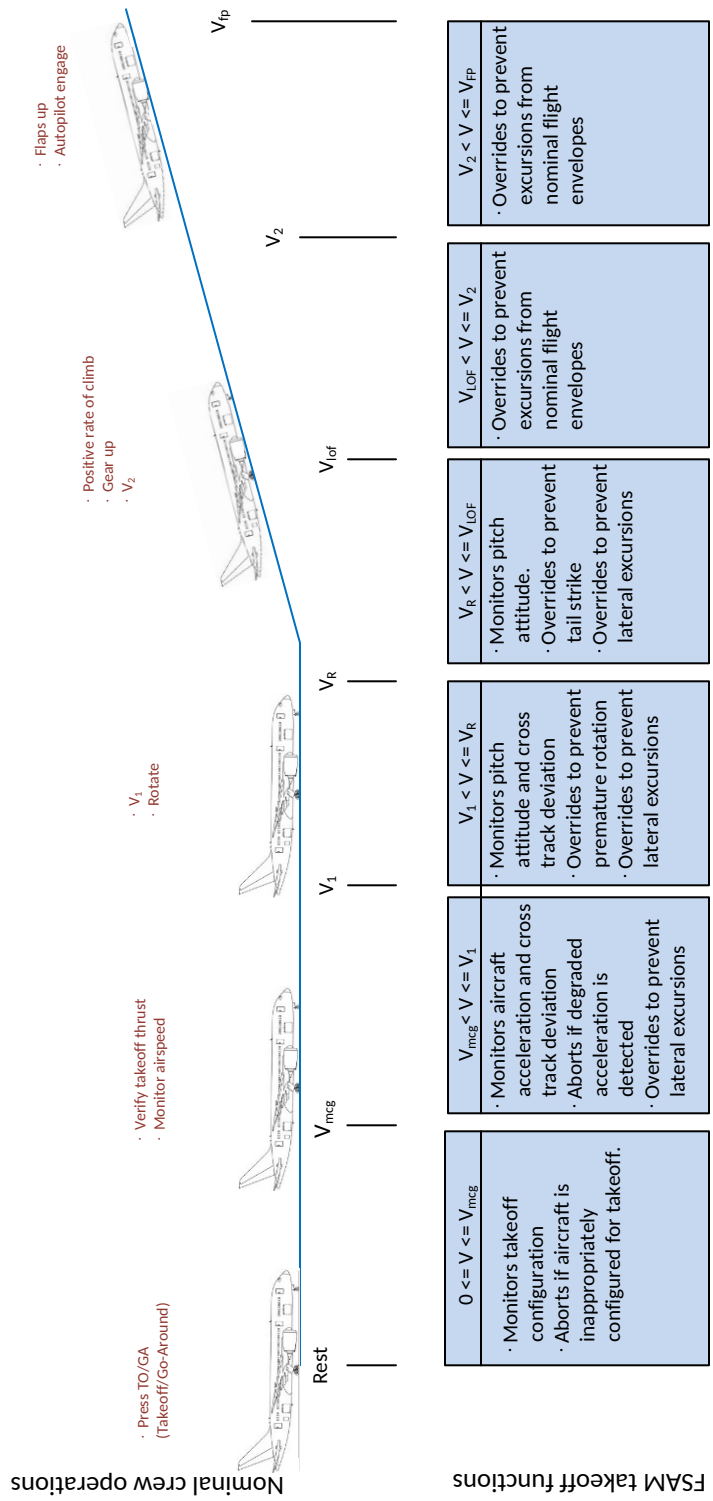 Nominal crew operations
· Press TO/GA
(Takeoff/Go-Around)
· Verify takeoff thrust
· Monitor airspeed
· V1
· Rotate
· Positive rate of climb
· Gear up
· V2
· Flaps up
· Autopilot engage
Rest
Vmcg
V1
VR
Vlof
V2
Vfp
FSAM takeoff functions
0 <= V <= Vmcg
· Monitors takeoff
configuration
· Aborts if aircraft is
inappropriately
configured for takeoff.
Vmcg< V <= V1
· Monitors aircraft
acceleration and cross
track deviation
· Aborts if degraded
acceleration is
detected
· Overrides to prevent
lateral excursions
V1 < V <= VR
· Monitors pitch
attitude and cross
track deviation
· Overrides to prevent
premature rotation
· Overrides to prevent
lateral excursions
VR < V <= VLOF
· Monitors pitch
attitude.
· Overrides to prevent
tail strike
· Overrides to prevent
lateral excursions
VLOF < V <= V2
· Overrides to prevent
excursions from
nominal flight
envelopes
V2 < V <= VFP
· Overrides to prevent
excursions from
nominal flight
envelopes